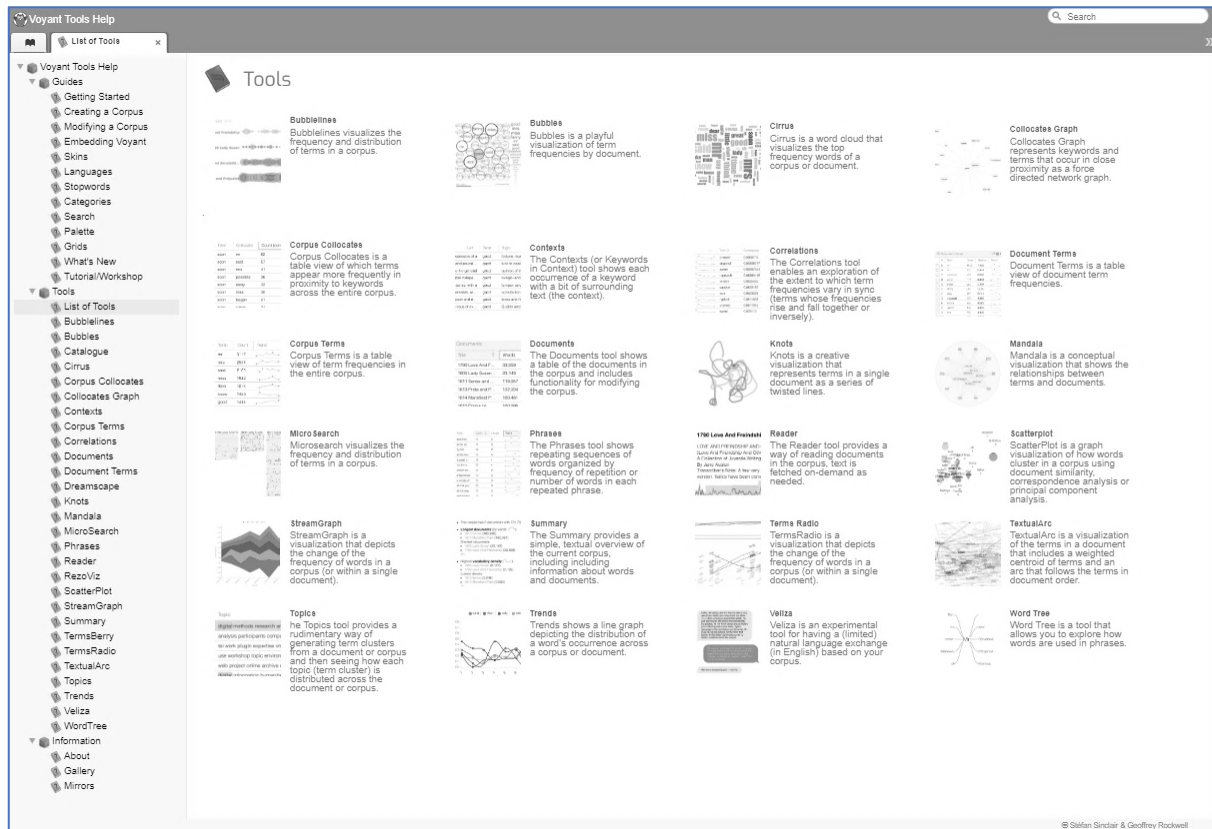 Voyant Tools Help
Search
List of Tools
x
Voyant Tools Help
Guides
Getting Started
Creating a Corpus
Modifying a Corpus
Embedding Voyant
Skins
Languages
Stopwords
Categories
Search
Palette
Grids
What's New
Tutorial/Workshop
Tools
List of Tools
Bubblelines
Bubbles
Catalogue
Cirrus
Corpus Collocates
Collocates Graph
Contexts
Corpus Terms
Correlations
Documents
Document Terms
Dreamscape
Knots
Mandala
MicroSearch
Phrases
Reader
RezoViz
ScatterPlot
StreamGraph
Summary
TermsBerry
TermsRadio
TextualArc
Topics
Trends
Veliza
WordTree
Information
About
Gallery
Mirrors
Tools
Bubblelines
Bubblelines visualizes the
frequency and distribution
of terms in a corpus.
Bubbles
Bubbles is a playful
visualization of term
frequencies by document.
Cirrus
Cirrus is a word cloud that
visualizes the top
frequency words of a
corpus or document.
Collocates Graph
Collocates Graph
represents keywords and
terms that occur in close
proximity as a force
directed network graph.
Corpus Collocates
Corpus Collocates is a
table view of which terms
appear more frequently in
proximity to keywords
across the entire corpus.
Contexts
The Contexts (or Keywords
in Context) tool shows each
occurrence of a keyword
with a bit of surrounding
text (the context).
Correlations
The Correlations tool
enables an exploration of
the extent to which term
frequencies vary in sync
(terms whose frequencies
rise and fall together or
inversely).
Document Terms
Document Terms is a table
view of document term
frequencies.
Corpus Terms
Corpus Terms is a table
view of term frequencies in
the entire corpus.
Documents
The Documents tool shows
a table of the documents in
the corpus and includes
functionality for modifying
the corpus.
Knots
Knots is a creative
visualization that
represents terms in a single
document as a series of
twisted lines.
Mandala
Mandala is a conceptual
visualization that shows the
relationships between
terms and documents.
MicroSearch
Microsearch visualizes the
frequency and distribution
of terms in a corpus.
Phrases
The Phrases tool shows
repeating sequences of
words organized by
frequency of repetition or
number of words in each
repeated phrase.
1790 Love And Freindshi
Reader
The Reader tool provides a
way of reading documents
in the corpus, text is
fetched on-demand as
needed.
Scatterplot
ScatterPlot is a graph
visualization of how words
cluster in a corpus using
document similarity,
correspondence analysis or
principal component
analysis.
StreamGraph
StreamGraph is a
visualization that depicts
the change of the
frequency of words in a
corpus (or within a single
document).
Summary
The Summary provides a
simple, textual overview of
the current corpus,
including including
information about words
and documents.
Terms Radio
TermsRadio is a
visualization that depicts
the change of the
frequency of words in a
corpus (or within a single
document).
TextualArc
TextualArc is a visualization
of the terms in a document
that includes a weighted
centroid of terms and an
arc that follows the terms in
document order.
Topic
digital methods research
Topics
he Topics tool provides a
rudimentary way of
generating term clusters
from a document or corpus
and then seeing how each
topic (term cluster) is
distributed across the
document or corpus.
Trends
Trends shows a line graph
depicting the distribution of
a word's occurrence across
a corpus or document.
Veliza
Veliza is an experimental
tool for having a (limited)
natural language exchange
(in English) based on your
corpus.
Word Tree
Word Tree is a tool that
allows you to explore how
words are used in phrases.
Stéfan Sinclair & Geoffrey Rockwell